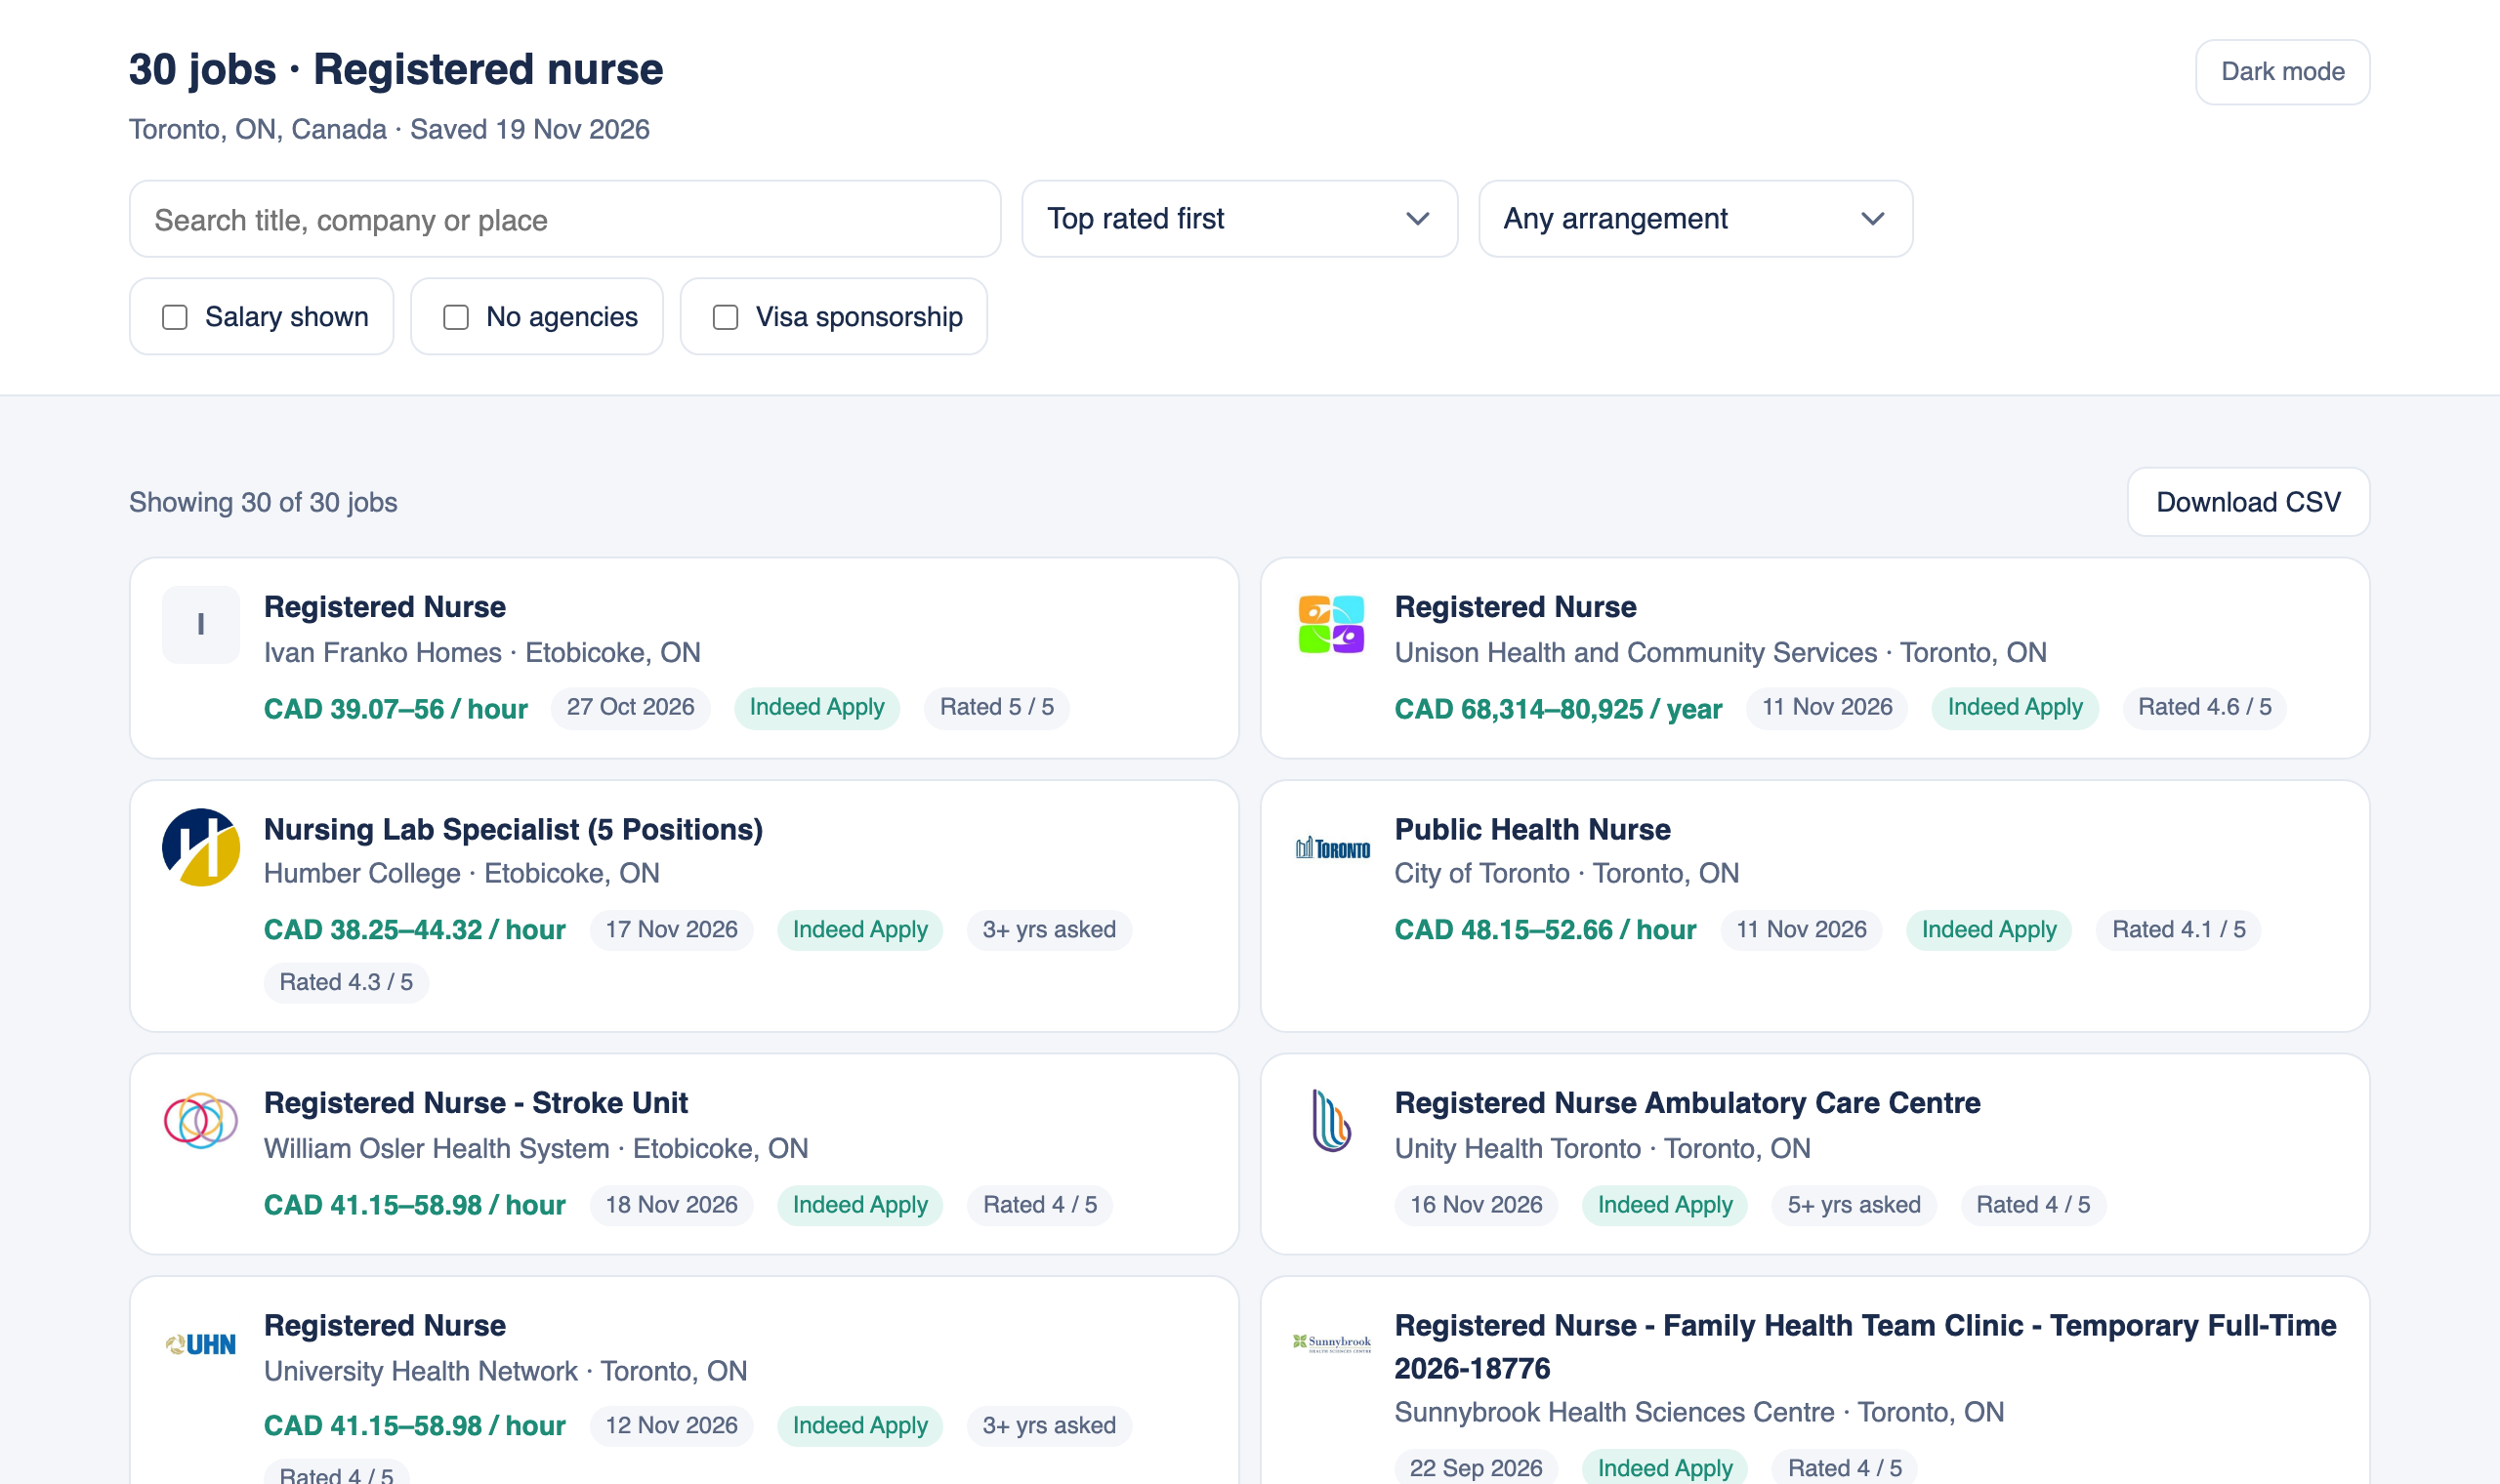 30 jobs · Registered nurse
Dark mode
Toronto, ON, Canada · Saved 19 Nov 2026
Search title, company or place
Top rated first
Any arrangement
Salary shown
No agencies
Visa sponsorship
Showing 30 of 30 jobs
Download CSV
I
Registered Nurse
Ivan Franko Homes · Etobicoke, ON
CAD 39.07–56 / hour 27 Oct 2026 Indeed Apply Rated 5 / 5
Registered Nurse
Unison Health and Community Services · Toronto, ON
CAD 68,314–80,925 / year 11 Nov 2026 Indeed Apply Rated 4.6 / 5
H
Nursing Lab Specialist (5 Positions)
Humber College · Etobicoke, ON
CAD 38.25–44.32 / hour 17 Nov 2026 Indeed Apply 3+ yrs asked
Rated 4.3 / 5
TORONTO
Public Health Nurse
City of Toronto · Toronto, ON
CAD 48.15–52.66 / hour 11 Nov 2026 Indeed Apply Rated 4.1 / 5
Registered Nurse - Stroke Unit
William Osler Health System · Etobicoke, ON
CAD 41.15–58.98 / hour 18 Nov 2026 Indeed Apply Rated 4 / 5
Registered Nurse Ambulatory Care Centre
Unity Health Toronto · Toronto, ON
16 Nov 2026 Indeed Apply 5+ yrs asked Rated 4 / 5
UHN
Registered Nurse
University Health Network · Toronto, ON
CAD 41.15–58.98 / hour 12 Nov 2026 Indeed Apply 3+ yrs asked
Rated 4 / 5
Sunnybrook
HEALTH SCIENCES CENTRE
Registered Nurse - Family Health Team Clinic - Temporary Full-Time
2026-18776
Sunnybrook Health Sciences Centre · Toronto, ON
22 Sep 2026 Indeed Apply Rated 4 / 5